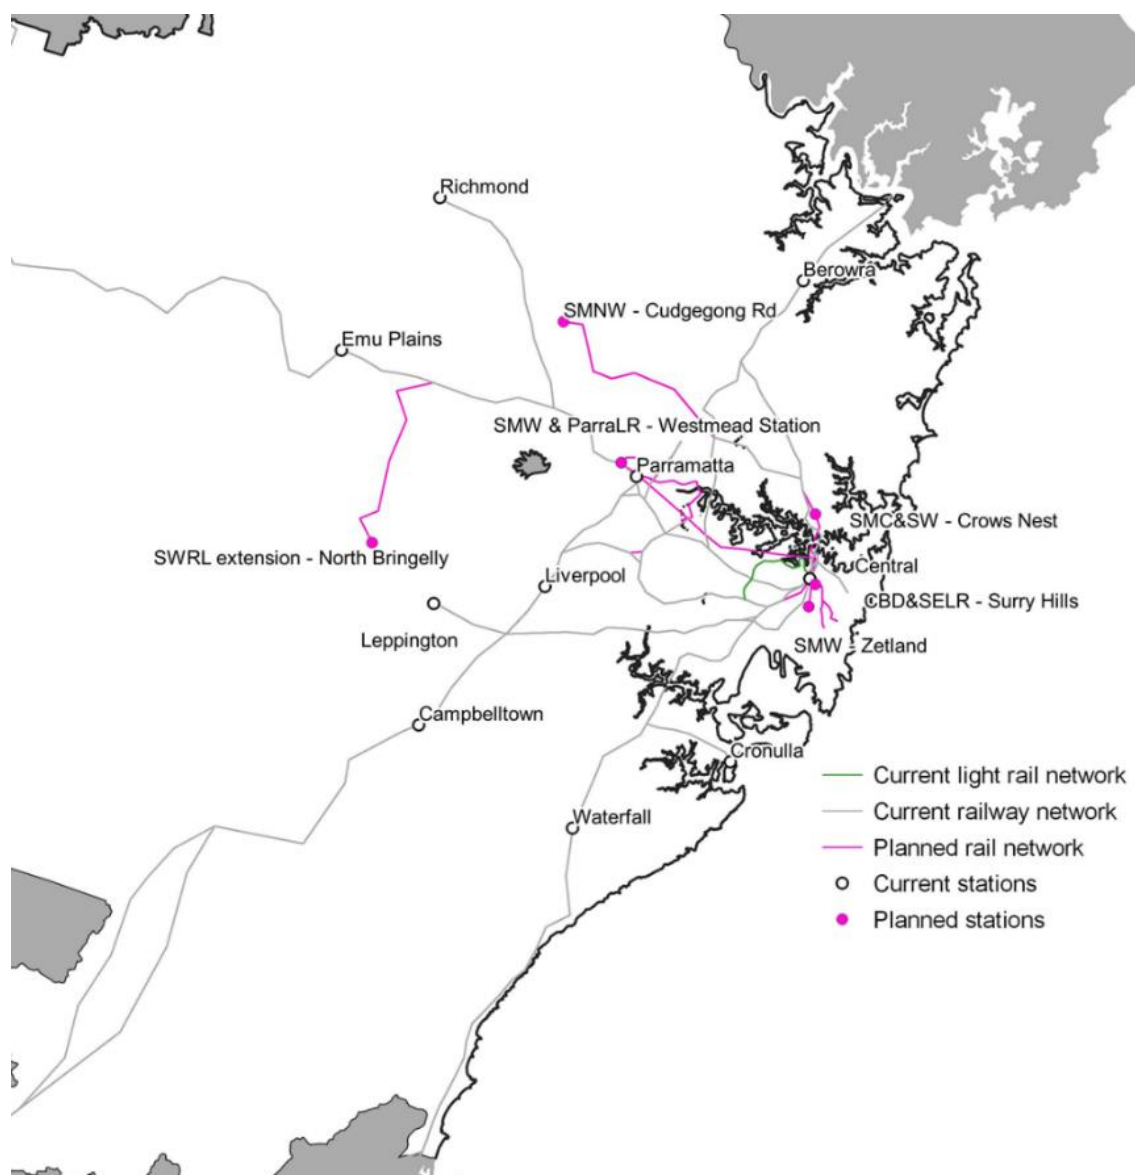 Richmond
Berowra
SMNW - Cudgegong Rd
Emu Plains
SMW & ParraLR - Westmead Station
Parramatta
SMC&SW - Crows Nest
SWRL extension - North Bringelly
Central
Liverpool
CBD&SELR - Surry Hills
Leppington
SMW - Zetland
Campbelltown
Cronulla
Current light rail network
Current railway network
Waterfall
Planned rail network
Current stations
Planned stations